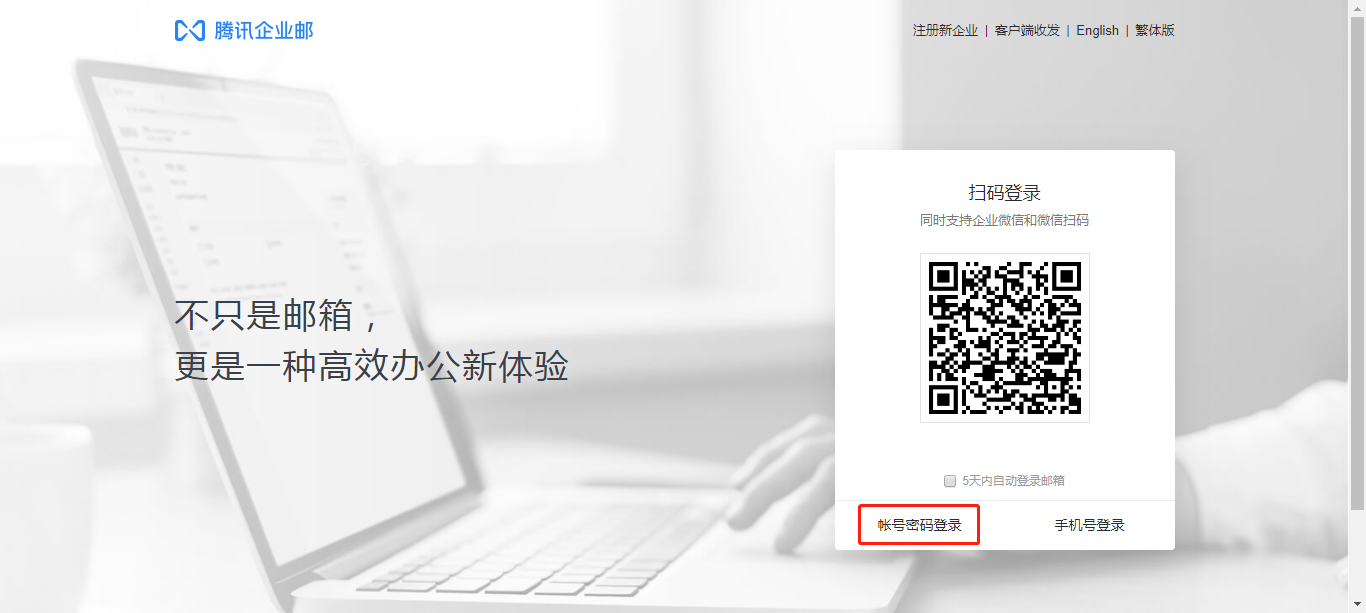 腾讯企业邮
注册新企业 | 客户端收发 | English | 繁体版
扫码登录
同时支持企业微信和微信扫码
不只是邮箱，
更是一种高效办公新体验
5天内自动登录邮箱
帐号密码登录
手机号登录